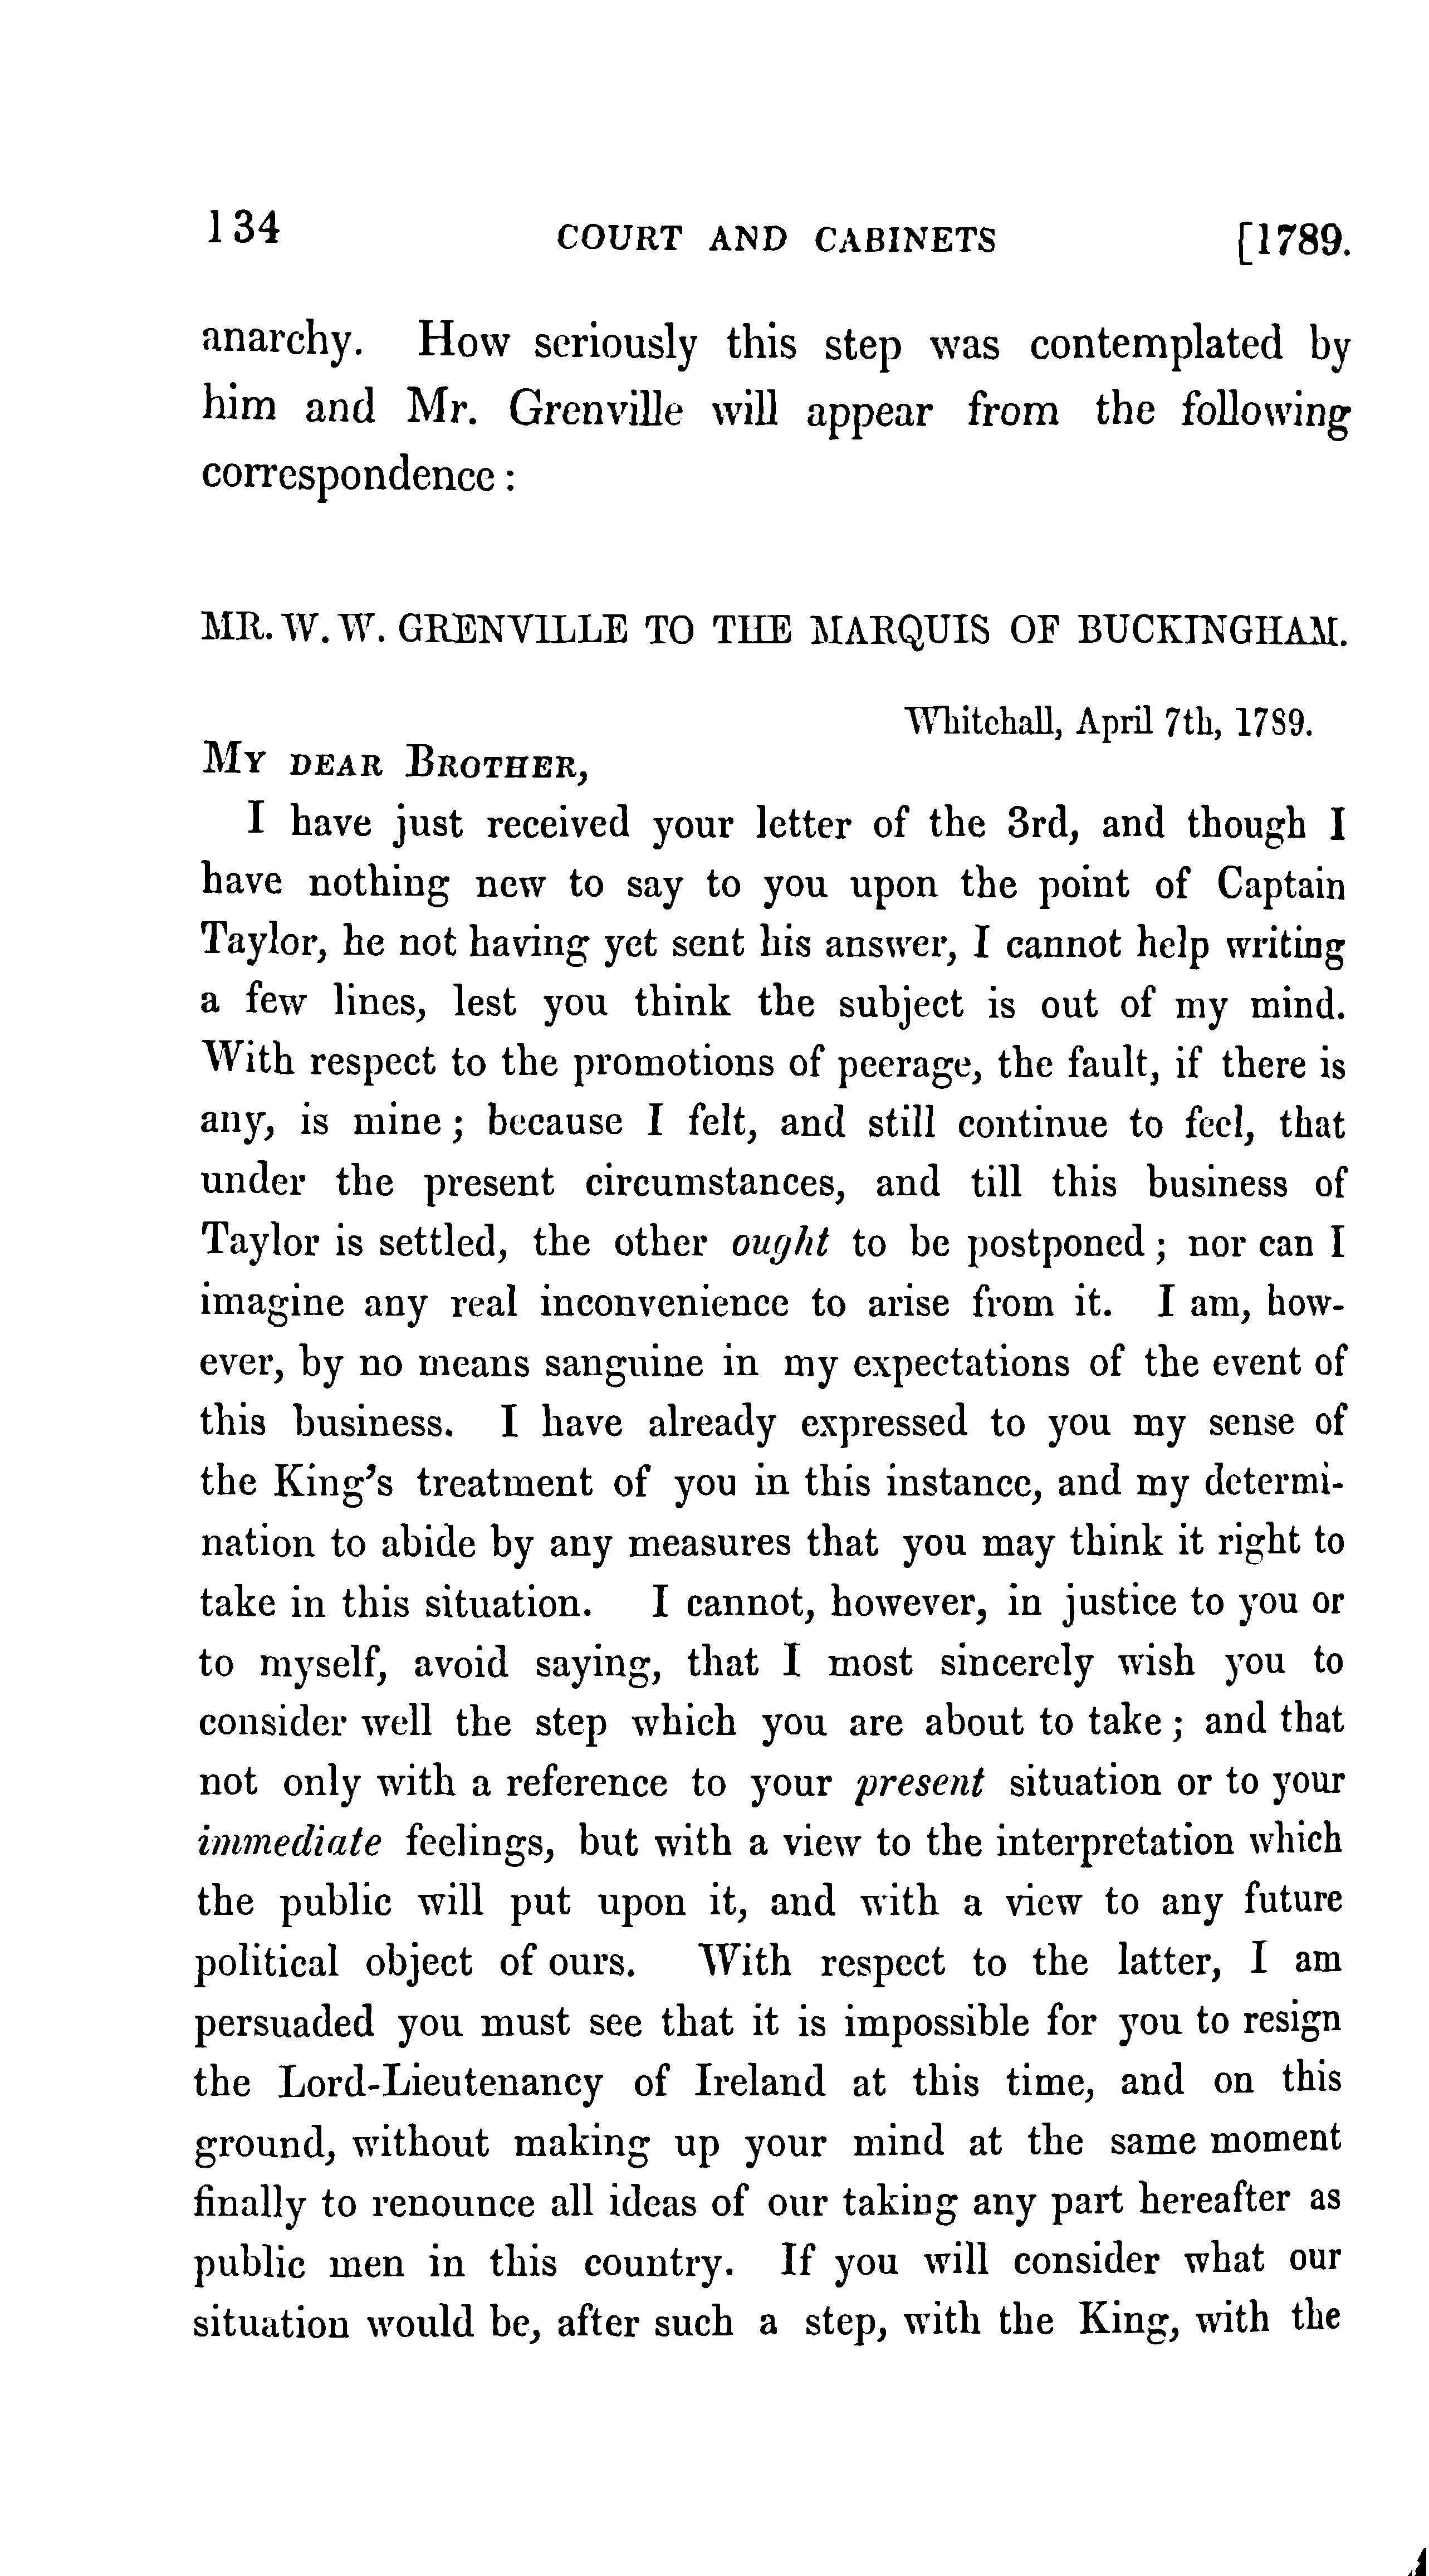 134 COURT AND CABINETS [1789.
anarchy. How seriously this step was contemplated by
him and Mr. Grenville will appear from the following
correspondence :
MR. W. W. GRENVILLE TO THE MARQUIS OF BUCKINGHAM.
Whitehall, April 7th, 1789.
MY DEAR BROTHER,
I have just received your letter of the 3rd, and though I
have nothing new to say to you upon the point of Captain
Taylor, he not having yet sent his answer, I cannot help writing
a few lines, lest you think the subject is out of my mind.
With respect to the promotions of peerage, the fault, if there is
any, is mine ; because I felt, and still continue to feel, that
under the present circumstances, and till this business of
Taylor is settled, the other ought to be postponed ; nor can I
imagine any real inconvenience to arise from it. I am, how-
ever, by no means sanguine in my expectations of the event of
this business. I have already expressed to you my sense of
the King's treatment of you in this instance, and my determi-
nation to abide by any measures that you may think it right to
take in this situation. I cannot, however, in justice to you or
to myself, avoid saying, that I most sincerely wish you to
consider well the step which you are about to take ; and that
not only with a reference to your present situation or to your
immediate feelings, but with a view to the interpretation which
the public will put upon it, and with a view to any future
political object of ours. With respect to the latter, I am
persuaded you must see that it is impossible for you to resign
the Lord-Lieutenancy of Ireland at this time, and on this
ground, without making up your mind at the same moment
finally to renounce all ideas of our taking any part hereafter as
public men in this country. If you will consider what our
situation would be, after such a step, with the King, with the